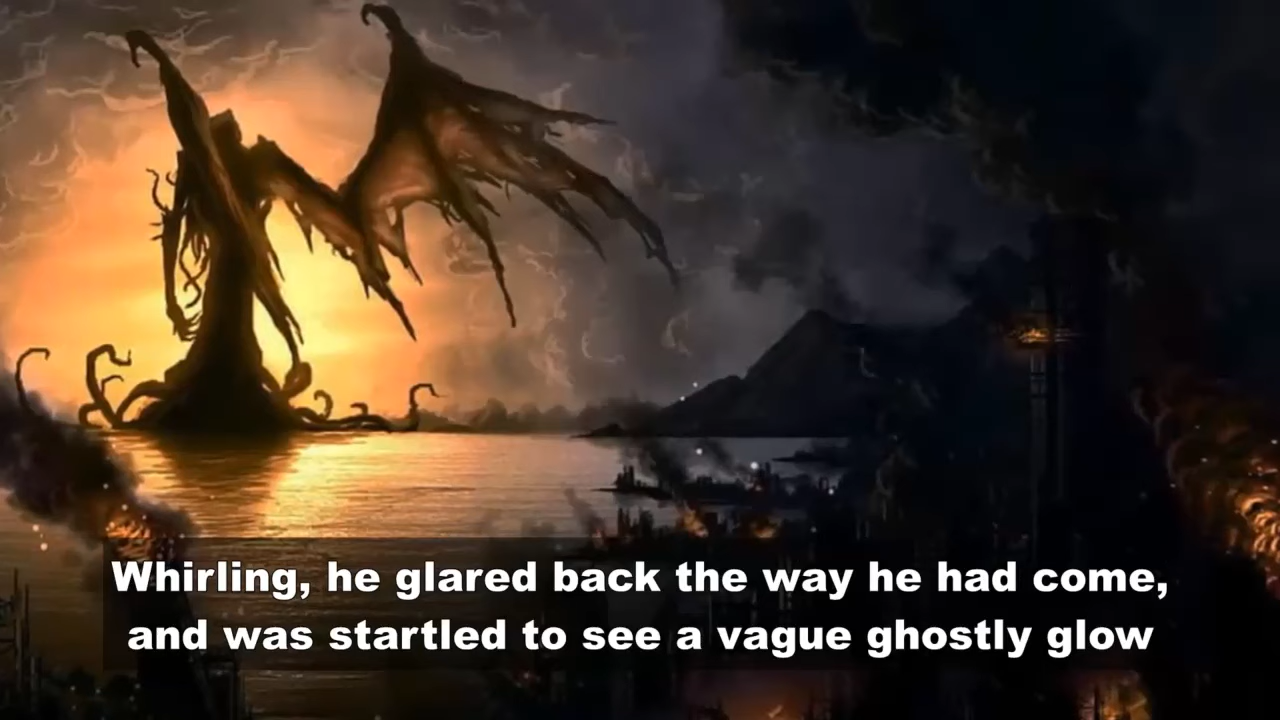 Whirling, he glared back the way he had come,
and was startled to see a vague ghostly glow